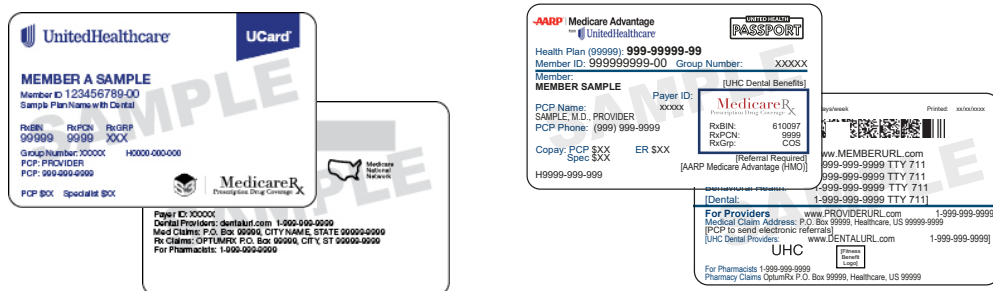 UnitedHealthcare UCard
SAMPLE
MEMBER A SAMPLE
Member ID 123456789-00
Sample Plan Name with Dental
RxBIN RxPCN RxGRP
99999 9999 XXX
Group Number: XXXXX H0000-000-000
PCP: PROVIDER
PCP: 999-999-9999
PCP $XX Specialist $XX
MedicareRx
Prescription Drug Coverage
Medicare
National
Network
Payer ID: XXXXX
Dental Providers: dentalurl.com 1-999-999-9999
Med Claims: P.O. Box 99999, CITY NAME, STATE 99999-9999
Rx Claims: OPTUMRX P.O. Box 99999, CITY, ST 99999-9999
For Pharmacists: 1-999-999-9999
AARP Medicare Advantage
from UnitedHealthcare
UNITED HEALTH
PASSPORT
Health Plan (99999): 999-99999-99
Member ID: 999999999-00 Group Number: XXXXX
Member:
MEMBER SAMPLE
[UHC Dental Benefits]
Payer ID:
xxxxx
PCP Name:
SAMPLE, M.D., PROVIDER
PCP Phone: (999) 999-9999
MedicareRx
Prescription Drug Coverage
RxBIN: 610097
RxPCN: 9999
RxGrp: COS
Copay: PCP $XX ER $XX
Spec $XX
[Referral Required]
[AARP Medicare Advantage (HMO)]
H9999-999-999
SAMPLE
days/week Printed: xx/xx/xxxx
www.MEMBERURL.com
999-999-9999 TTY 711
999-999-9999 TTY 711
Behavioral Health: 1-999-999-9999 TTY 711
[Dental: 1-999-999-9999 TTY 711]
For Providers www.PROVIDERURL.com 1-999-999-9999
Medical Claim Address: P.O. Box 99999, Healthcare, US 99999-9999
[PCP to send electronic referrals]
[UHC Dental Providers: www.DENTALURL.com 1-999-999-9999]
UHC
[Fitness
Benefit
Logo]
For Pharmacists 1-999-999-9999
Pharmacy Claims OptumRx P.O. Box 99999, Healthcare, US 99999